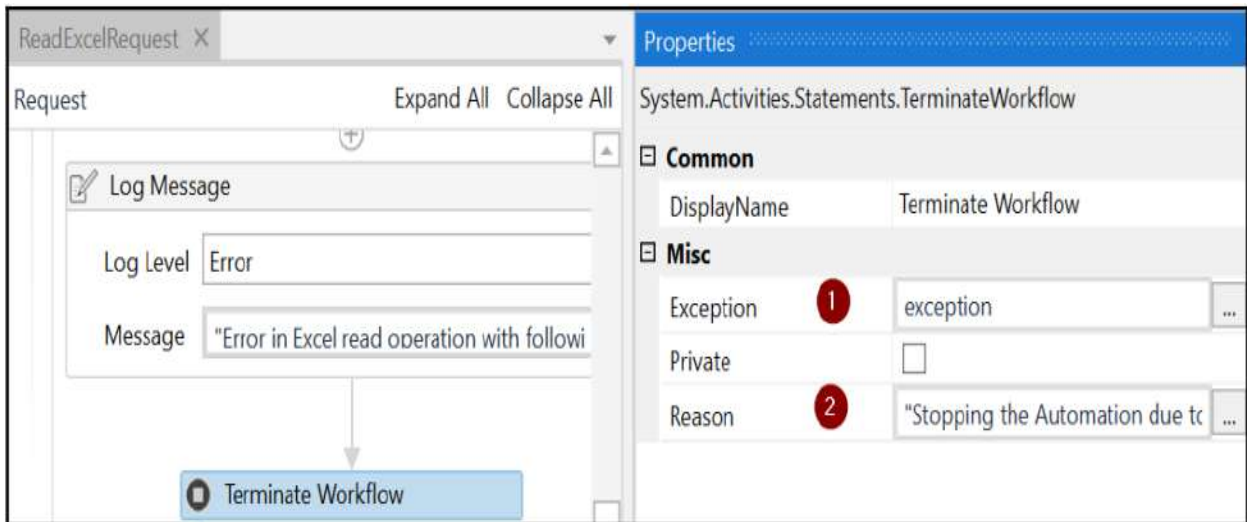 ReadExcelRequest
Request Expand All Collapse All
Log Message
Log Level Error
Message "Error in Excel read operation with followi
Terminate Workflow
Properties
System.Activities.Statements.TerminateWorkflow
Common
DisplayName Terminate Workflow
Misc
Exception 1 exception ...
Private
Reason 2 "Stopping the Automation due to ...